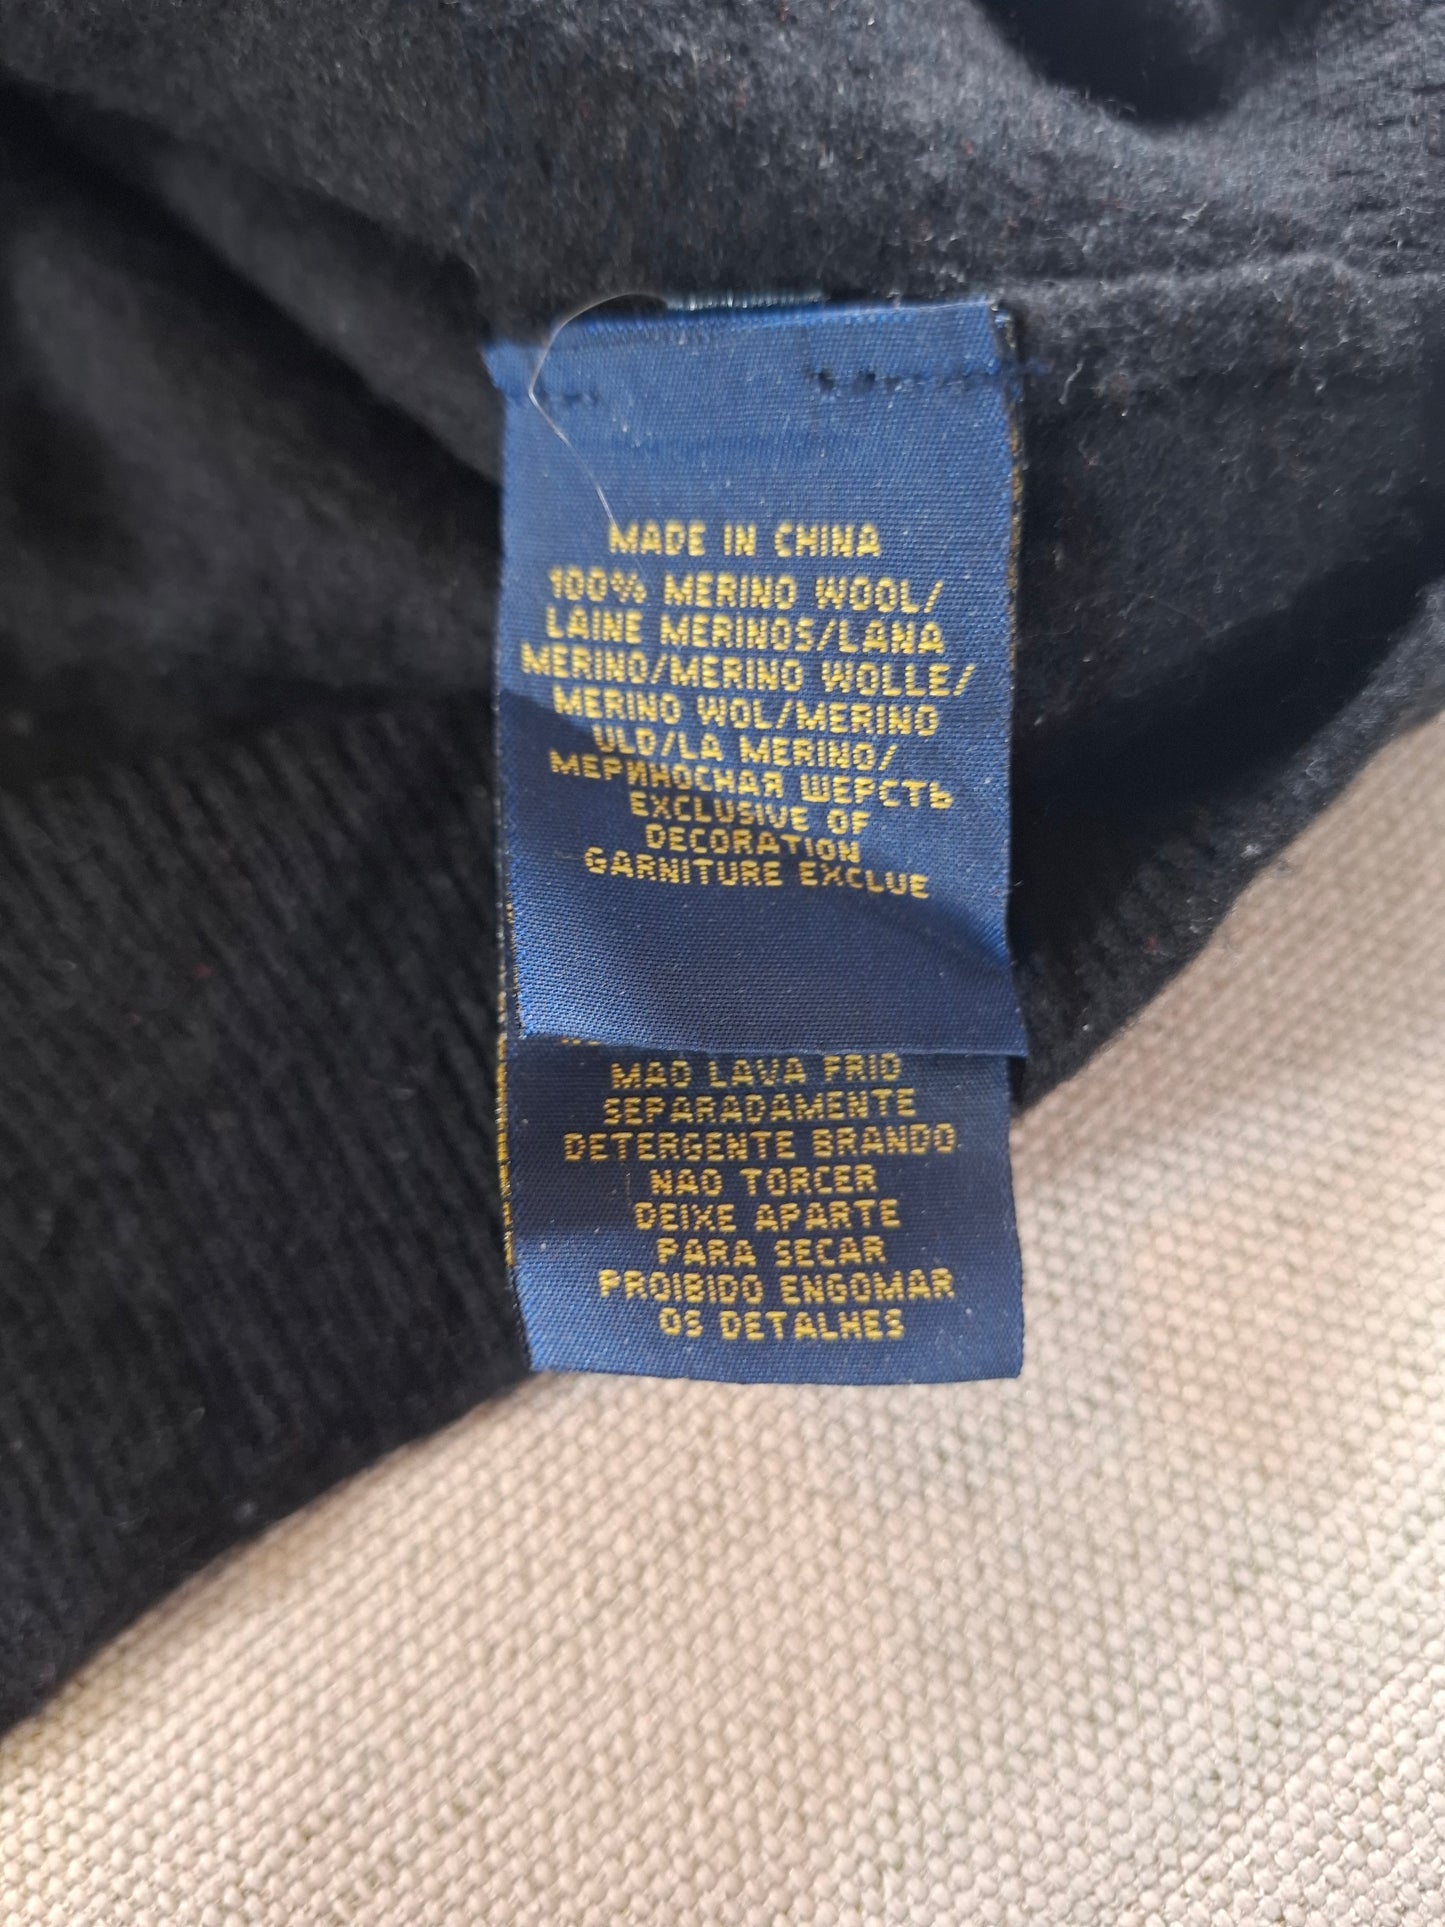 MADE IN CHINA
100% MERINO WOOL/
LAINE MERINOS/LANA
MERINO/MERINO WOLLE/
MERINO WOL/MERINO
ULD/LA MERINO/
МЕРИНОСНАЯ ШЕРСТЬ
EXCLUSIVE OF
DECORATION
GARNITURE EXCLUE
MAO LAVA FRIO
SEPARADAMENTE
DETERGENTE BRANDO
NAO TORCER
DEIXE APARTE
PARA SECAR
PROIBIDO ENGOMAR
OS DETALHES